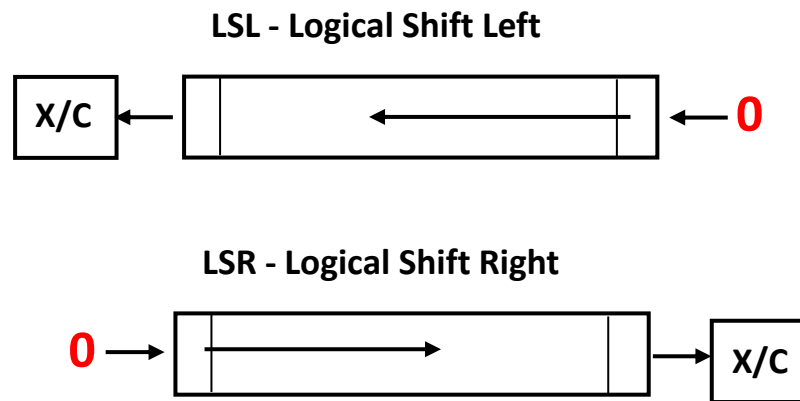 LSL - Logical Shift Left
X/C 0
LSR - Logical Shift Right
0 X/C